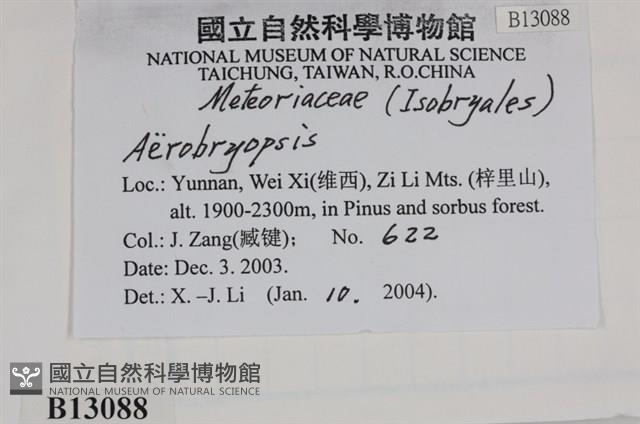 國立自然科學博物館
B13088
NATIONAL MUSEUM OF NATURAL SCIENCE
TAICHUNG, TAIWAN, R.O.CHINA
Meteoriaceae (Isobryales)
Aërobryopsis
Loc.: Yunnan, Wei Xi(维西), Zi Li Mts. (梓里山),
alt. 1900-2300m, in Pinus and sorbus forest.
Col.: J. Zang(臧键); No. 622
Date: Dec. 3. 2003.
Det.: X. –J. Li (Jan. 10. 2004).
國立自然科學博物館
NATIONAL MUSEUM OF NATURAL SCIENCE
B13088